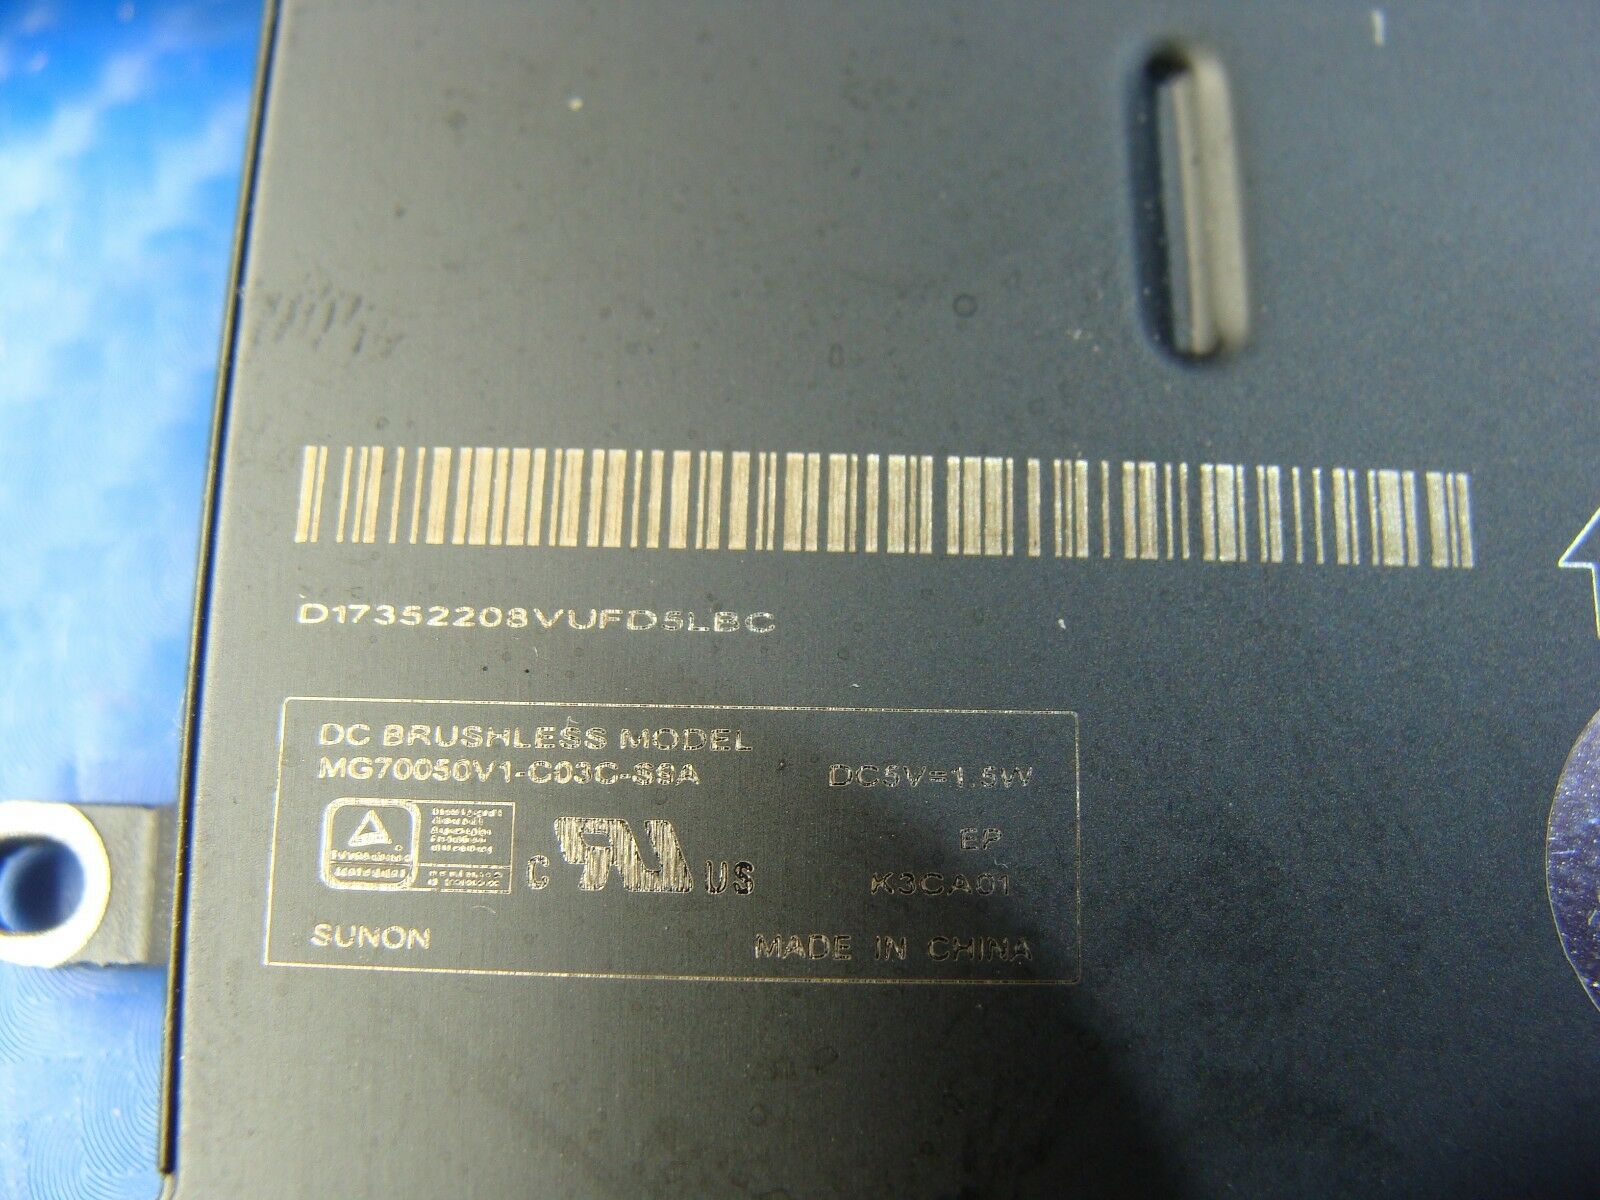 D17352208VUFD5LBC
DC BRUSHLESS MODEL
MG70050V1-C03C-S9A DC5V=1.5W
C US
EP
K3CA01
SUNON
MADE IN CHINA